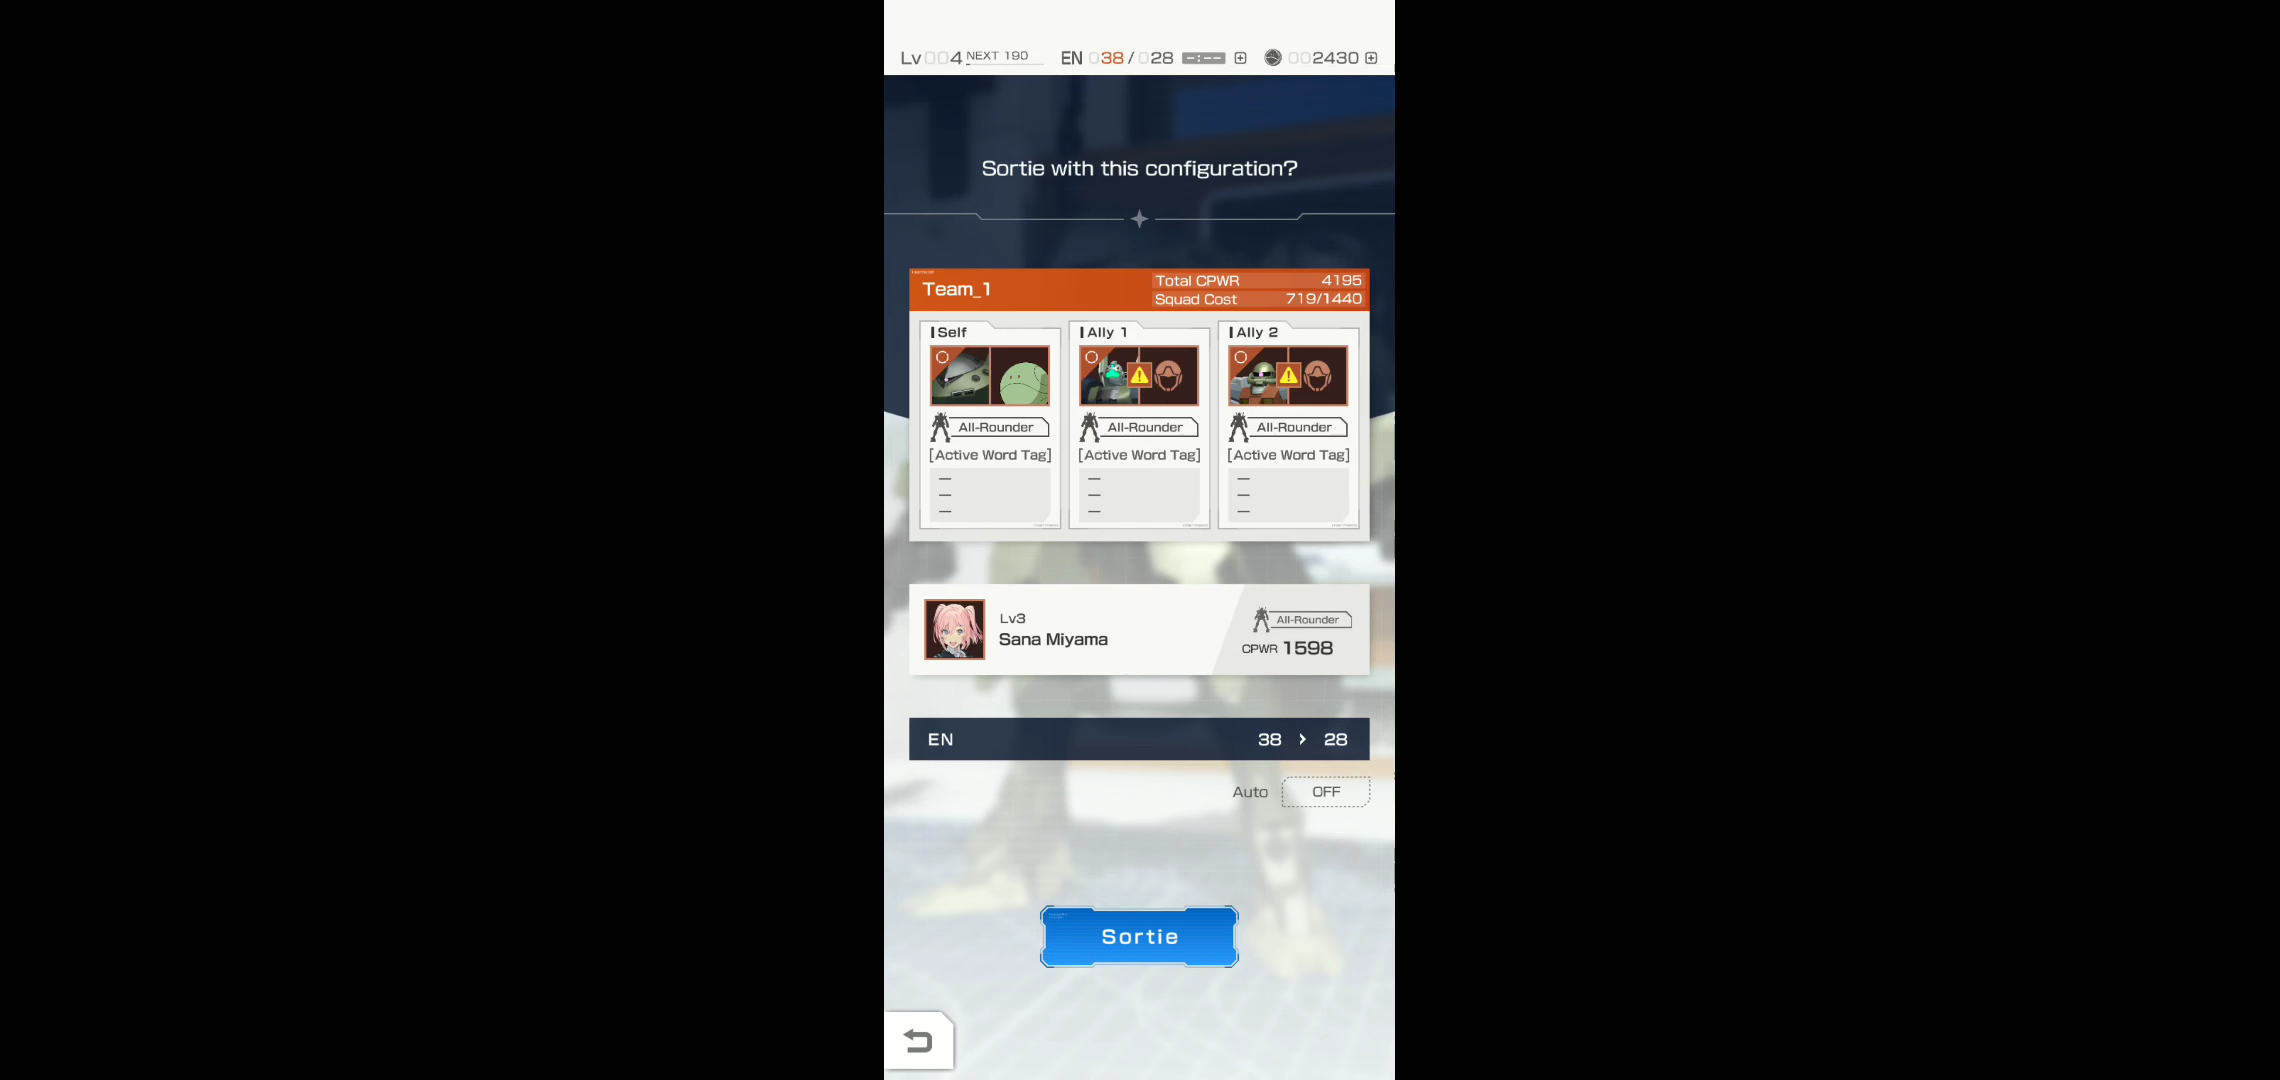 Lv 004 NEXT 190 EN 038/028 -:-- 002430
Sortie with this configuration?
Team_1
Total CPWR 4195
Squad Cost 719/1440
Self Ally 1 Ally 2
All-Rounder All-Rounder All-Rounder
[Active Word Tag] [Active Word Tag] [Active Word Tag]
— — —
— — —
— — —
Lv3
Sana Miyama
All-Rounder
CPWR 1598
EN 38 > 28
Auto OFF
Sortie